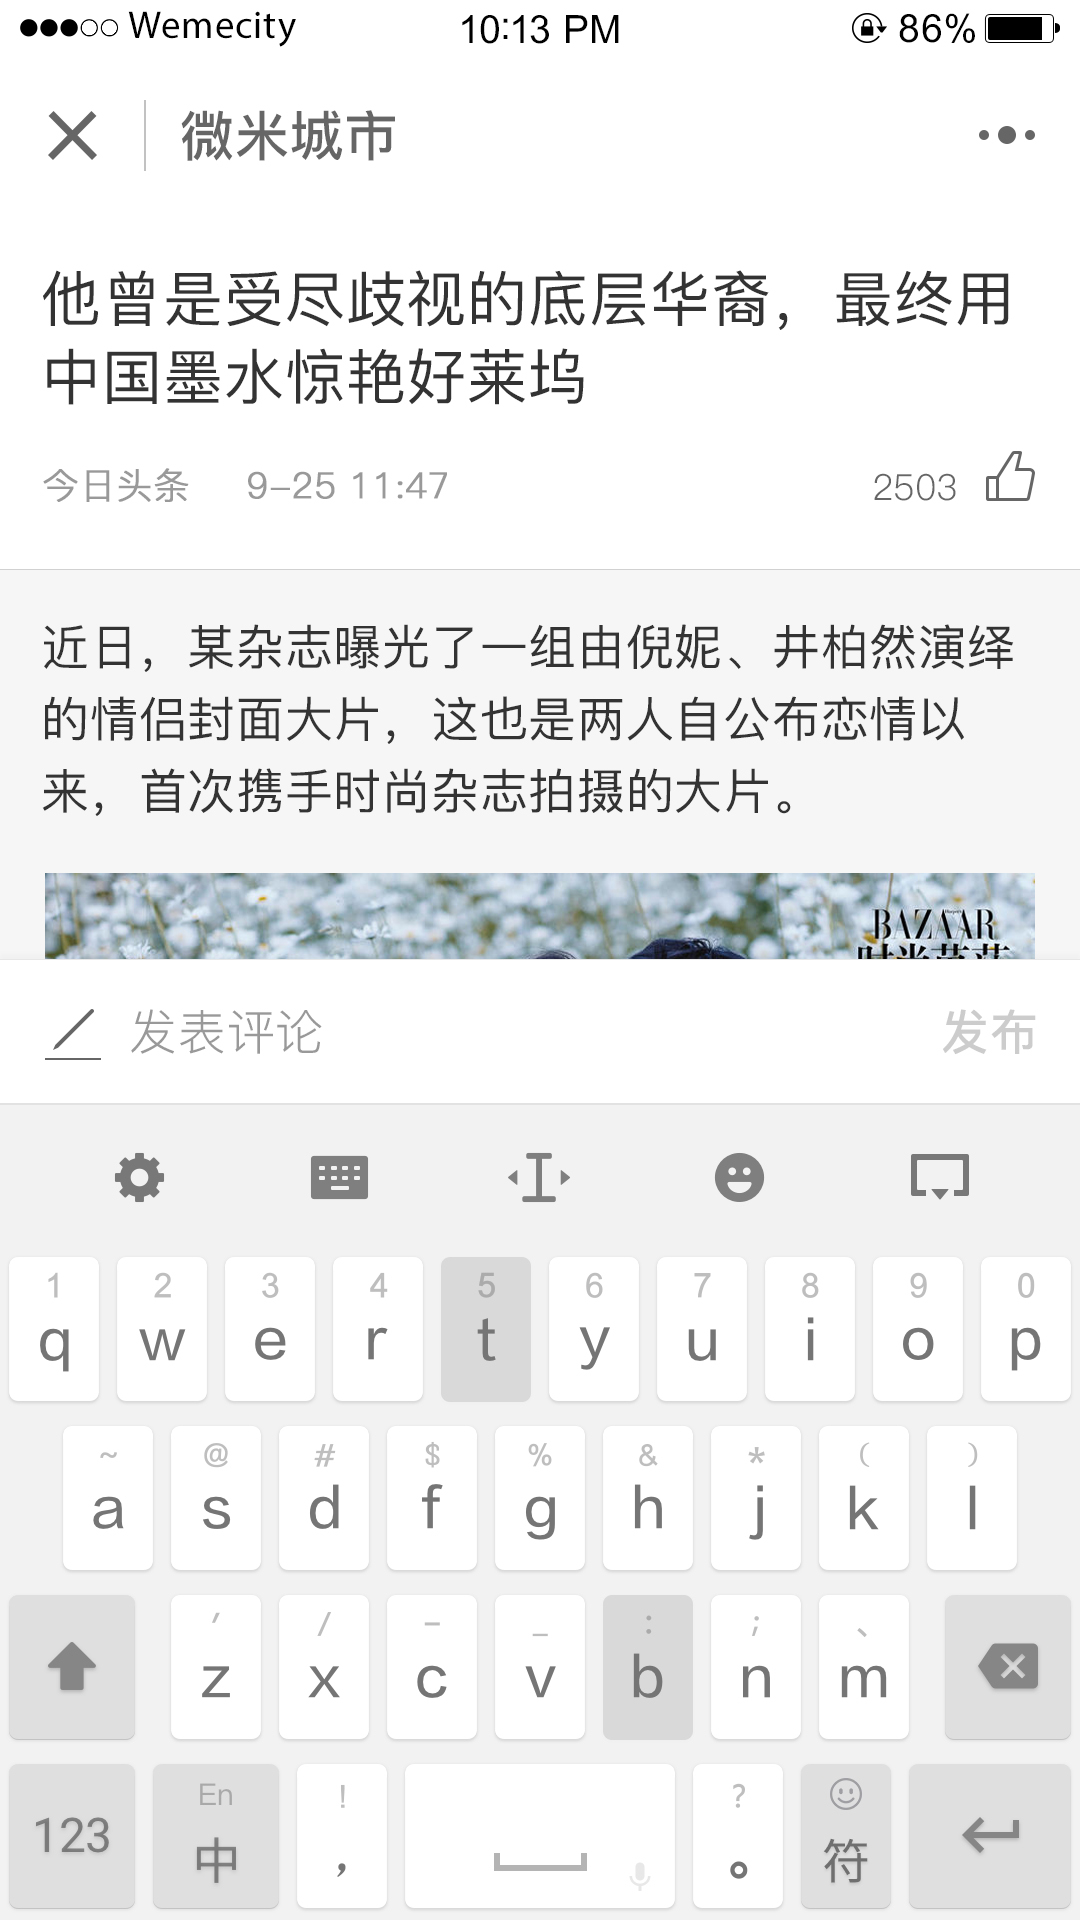 Wemecity 10:13 PM 86%
微米城市
他曾是受尽歧视的底层华裔，最终用
中国墨水惊艳好莱坞
今日头条 9-25 11:47 2503
近日，某杂志曝光了一组由倪妮、井柏然演绎
的情侣封面大片，这也是两人自公布恋情以
来，首次携手时尚杂志拍摄的大片。
BAZAAR
时尚芭莎
发表评论 发布
1 2 3 4 5 6 7 8 9 0
q w e r t y u i o p
~ @ # $ % & * ( )
a s d f g h j k l
′ / – _ : ; 、
z x c v b n m
En ! ?
123 中 , 。 符